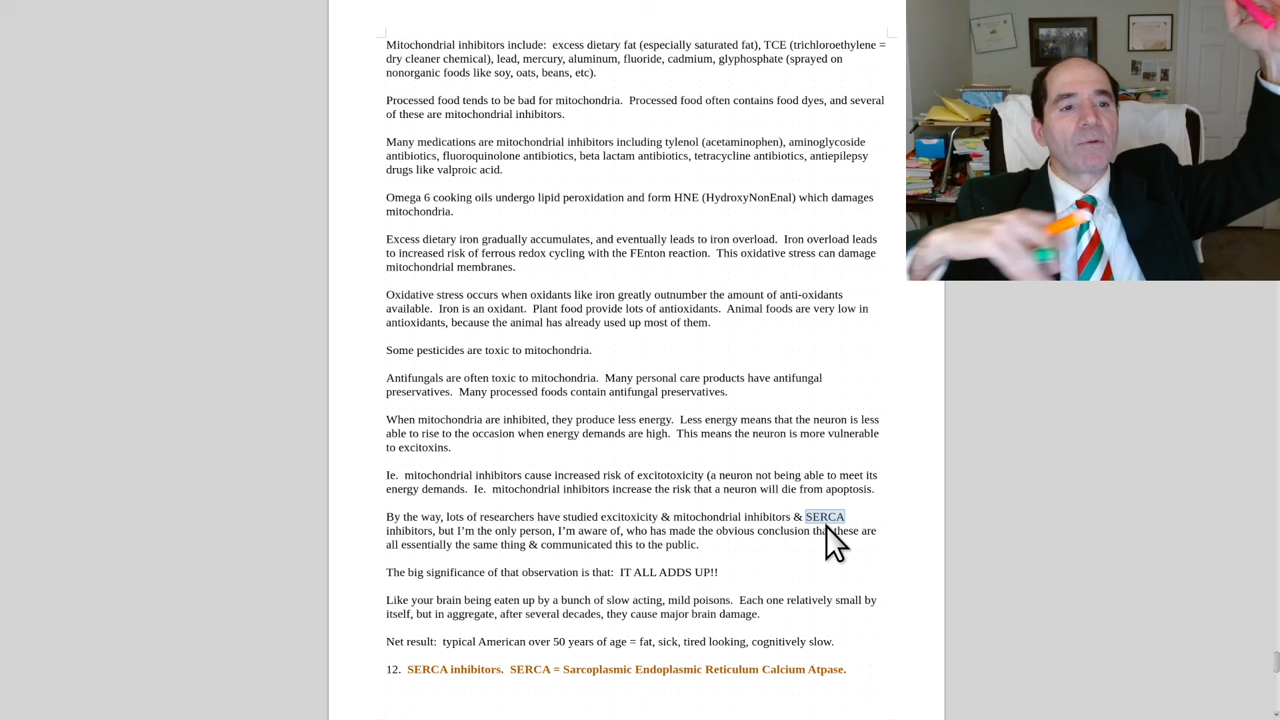 Mitochondrial inhibitors include:  excess dietary fat (especially saturated fat), TCE (trichloroethylene =
dry cleaner chemical), lead, mercury, aluminum, fluoride, cadmium, glyphosphate (sprayed on
nonorganic foods like soy, oats, beans, etc).
Processed food tends to be bad for mitochondria.  Processed food often contains food dyes, and several
of these are mitochondrial inhibitors.
Many medications are mitochondrial inhibitors including tylenol (acetaminophen), aminoglycoside
antibiotics, fluoroquinolone antibiotics, beta lactam antibiotics, tetracycline antibiotics, antiepilepsy
drugs like valproic acid.
Omega 6 cooking oils undergo lipid peroxidation and form HNE (HydroxyNonEnal) which damages
mitochondria.
Excess dietary iron gradually accumulates, and eventually leads to iron overload.  Iron overload leads
to increased risk of ferrous redox cycling with the FEnton reaction.  This oxidative stress can damage
mitochondrial membranes.
Oxidative stress occurs when oxidants like iron greatly outnumber the amount of anti-oxidants
available.  Iron is an oxidant.  Plant food provide lots of antioxidants.  Animal foods are very low in
antioxidants, because the animal has already used up most of them.
Some pesticides are toxic to mitochondria.
Antifungals are often toxic to mitochondria.  Many personal care products have antifungal
preservatives.  Many processed foods contain antifungal preservatives.
When mitochondria are inhibited, they produce less energy.  Less energy means that the neuron is less
able to rise to the occasion when energy demands are high.  This means the neuron is more vulnerable
to excitoxins.
Ie.  mitochondrial inhibitors cause increased risk of excitotoxicity (a neuron not being able to meet its
energy demands.  Ie.  mitochondrial inhibitors increase the risk that a neuron will die from apoptosis.
By the way, lots of researchers have studied excitoxicity & mitochondrial inhibitors & SERCA
inhibitors, but I'm the only person, I'm aware of, who has made the obvious conclusion that these are
all essentially the same thing & communicated this to the public.
The big significance of that observation is that:  IT ALL ADDS UP!!
Like your brain being eaten up by a bunch of slow acting, mild poisons.  Each one relatively small by
itself, but in aggregate, after several decades, they cause major brain damage.
Net result:  typical American over 50 years of age = fat, sick, tired looking, cognitively slow.
12.  SERCA inhibitors.  SERCA = Sarcoplasmic Endoplasmic Reticulum Calcium Atpase.